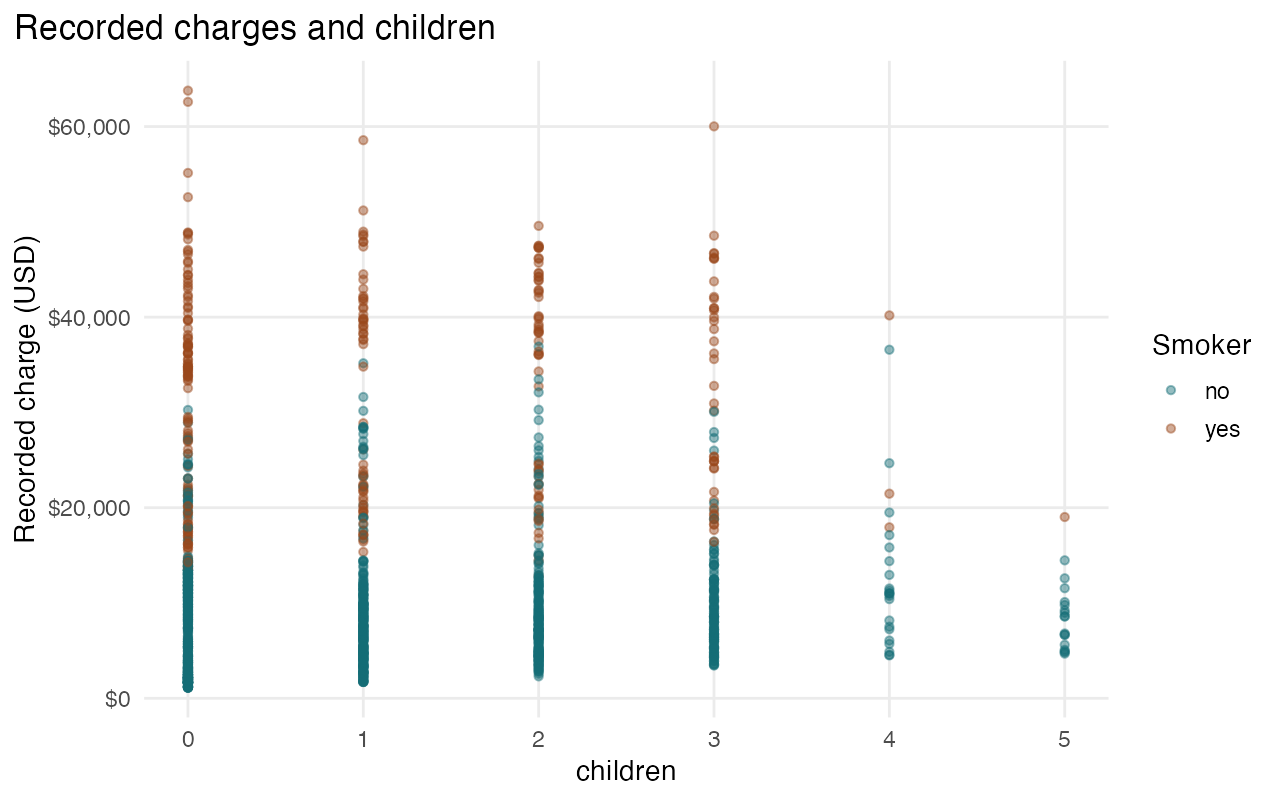 Recorded charges and children
Recorded charge (USD)
$60,000
$40,000
$20,000
$0
0 1 2 3 4 5
children
Smoker
no
yes